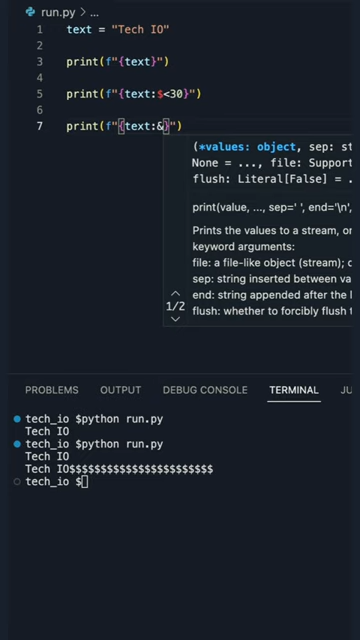 run.py > ...
1 text = "Tech IO"
2
3 print(f"{text}")
4
5 print(f"{text:$<30}")
6
7 print(f"{text:&}")
(*values: object, sep: st
None = ..., file: Support
flush: Literal[False] = ..
print(value, ..., sep=' ', end='\n',
Prints the values to a stream, or
keyword arguments:
file: a file-like object (stream); c
sep: string inserted between va
end: string appended after the l
1/2
flush: whether to forcibly flush t
PROBLEMS OUTPUT DEBUG CONSOLE TERMINAL JU
tech_io $python run.py
Tech IO
tech_io $python run.py
Tech IO
Tech IO$$$$$$$$$$$$$$$$$$$$$$$
tech_io $